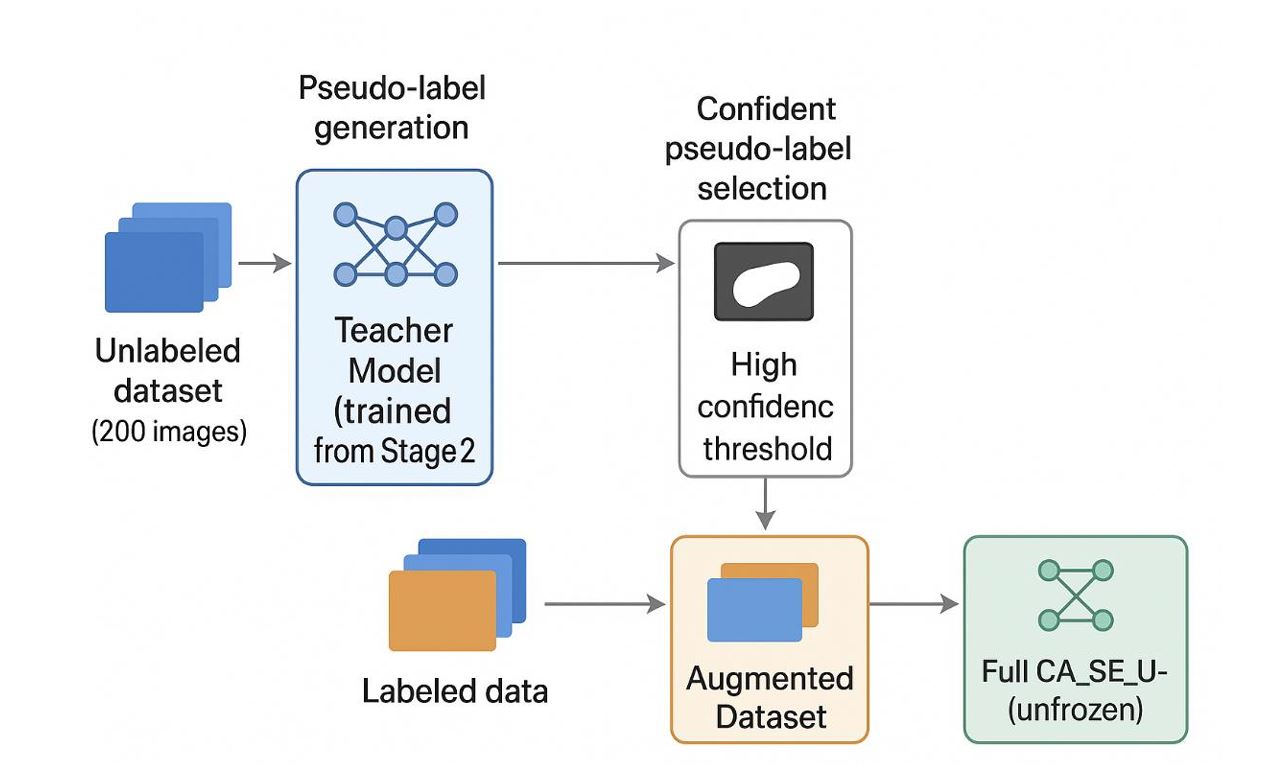 Pseudo-label
generation
Confident
pseudo-label
selection
Unlabeled
dataset
(200 images)
Teacher
Model
(trained
from Stage 2
High
confidenc
threshold
Labeled data
Augmented
Dataset
Full CA_SE_U-
(unfrozen)